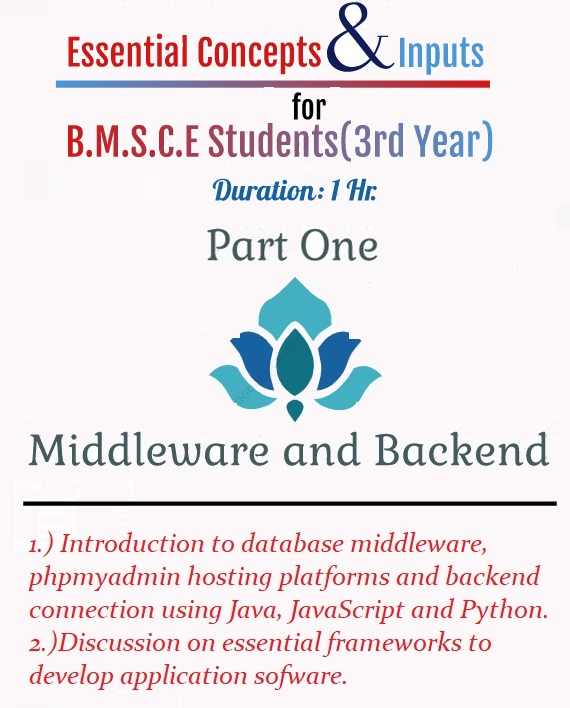 Essential Concepts & Inputs
for
B.M.S.C.E Students(3rd Year)
Duration: 1 Hr.
Part One
Middleware and Backend
1.) Introduction to database middleware,
phpmyadmin hosting platforms and backend
connection using Java, JavaScript and Python.
2.)Discussion on essential frameworks to
develop application sofware.